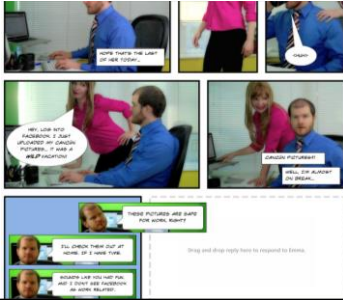 HOPE THAT'S THE LAST
OF HER TODAY...
HEY, LOG INTO
FACEBOOK. I JUST
UPLOADED MY CANCUN
PICTURES... IT WAS A
WILD VACATION!
CANCUN PICTURES!!!
WELL, I'M ALMOST
ON BREAK...
THESE PICTURES ARE SAFE
FOR WORK, RIGHT?
I'LL CHECK THEM OUT AT
HOME, IF I HAVE TIME.
SOUNDS LIKE YOU HAD FUN,
AND I DON'T SEE FACEBOOK
AS WORK RELATED.
Drag and drop reply here to respond to Emma.